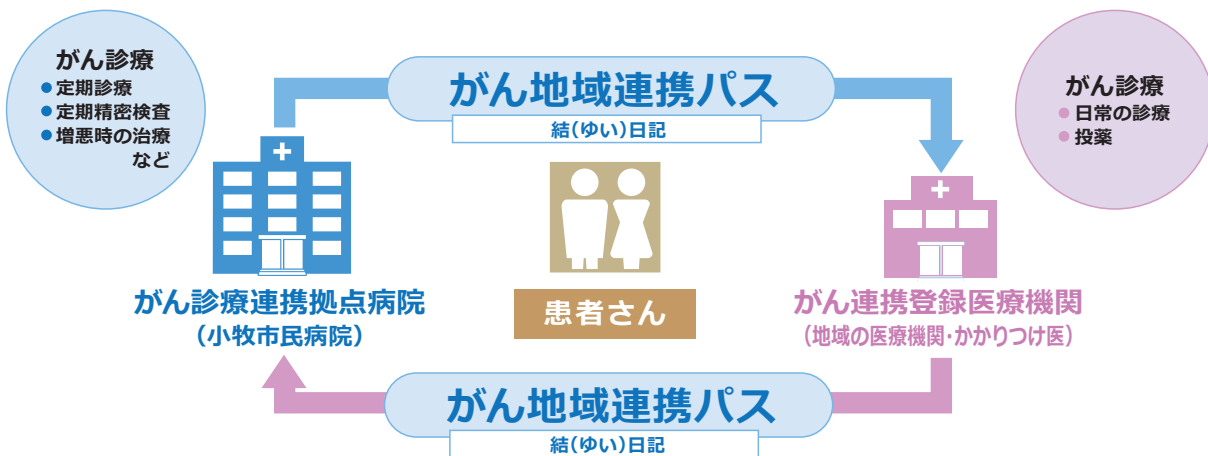 がん診療
●定期診療
●定期精密検査
●増悪時の治療
など
がん地域連携パス
結(ゆい)日記
がん診療
●日常の診療
●投薬
がん診療連携拠点病院
(小牧市民病院)
患者さん
がん連携登録医療機関
(地域の医療機関・かかりつけ医)
がん地域連携パス
結(ゆい)日記